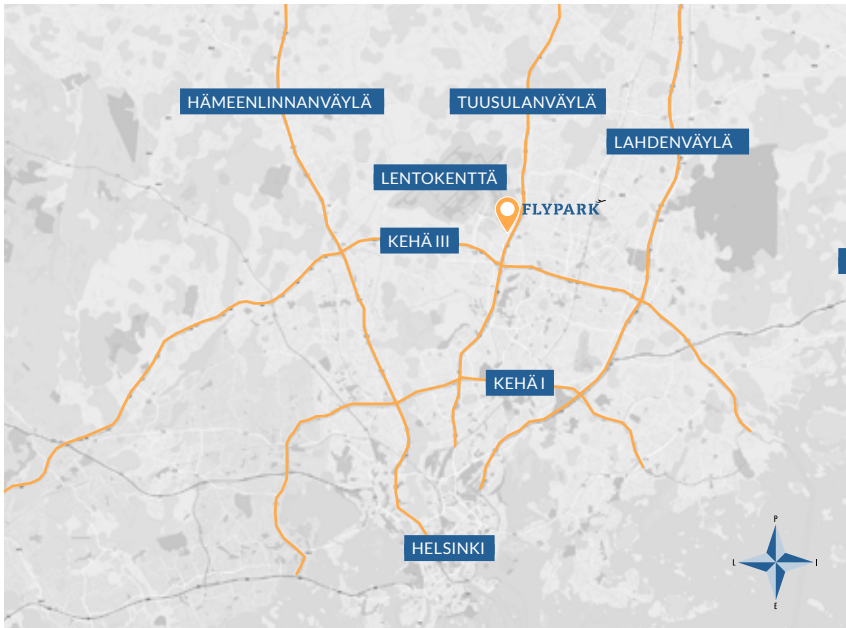 HÄMEENLINNANVÄYLÄ
TUUSULANVÄYLÄ
LAHDENVÄYLÄ
LENTOKENTTÄ
FLYPARK
KEHÄ III
KEHÄ I
HELSINKI
P
L
I
E